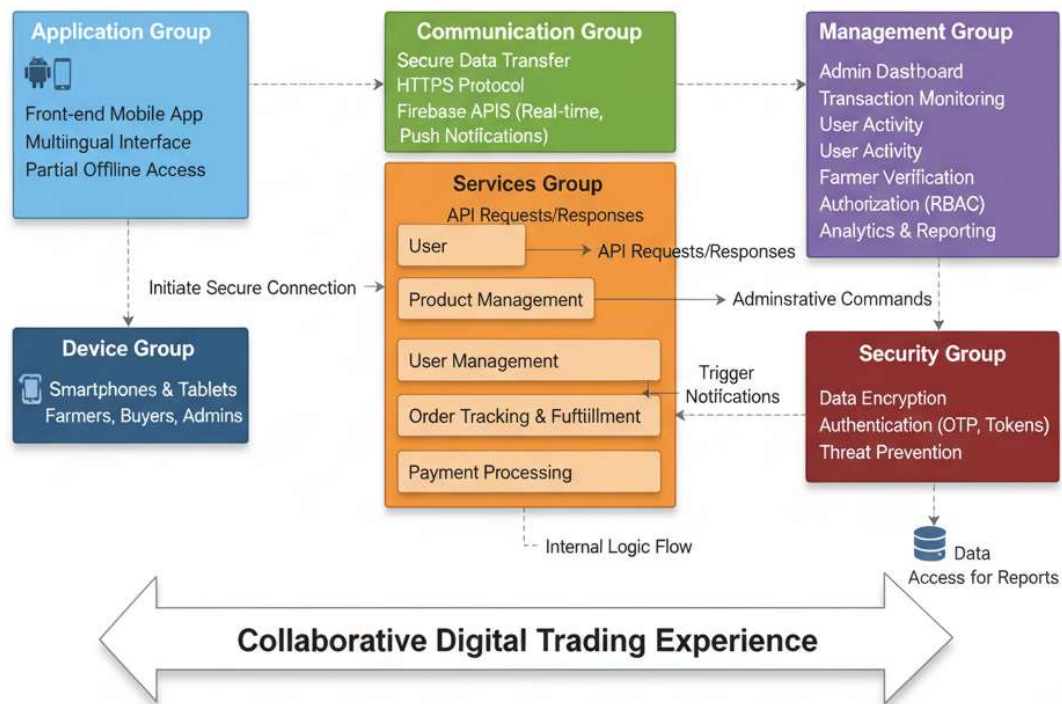 Application Group
Front-end Mobile App
Multiingual Interface
Partial Offlline Access
Communication Group
Secure Data Transfer
HTTPS Protocol
Firebase APIS (Real-time,
Push Notifications)
Management Group
Admin Dastboard
Transaction Monitoring
User Activity
User Activity
Farmer Verification
Authorization (RBAC)
Analytics & Reporting
Services Group
API Requests/Responses
User
API Requests/Responses
Initiate Secure Connection
Product Management
Adminstrative Commands
Device Group
Smartphones & Tablets
Farmers, Buyers, Admins
User Management
Trigger
Notifications
Order Tracking & Fuftiillment
Payment Processing
Security Group
Data Encryption
Authentication (OTP, Tokens)
Threat Prevention
Internal Logic Flow
Data
Access for Reports
Collaborative Digital Trading Experience